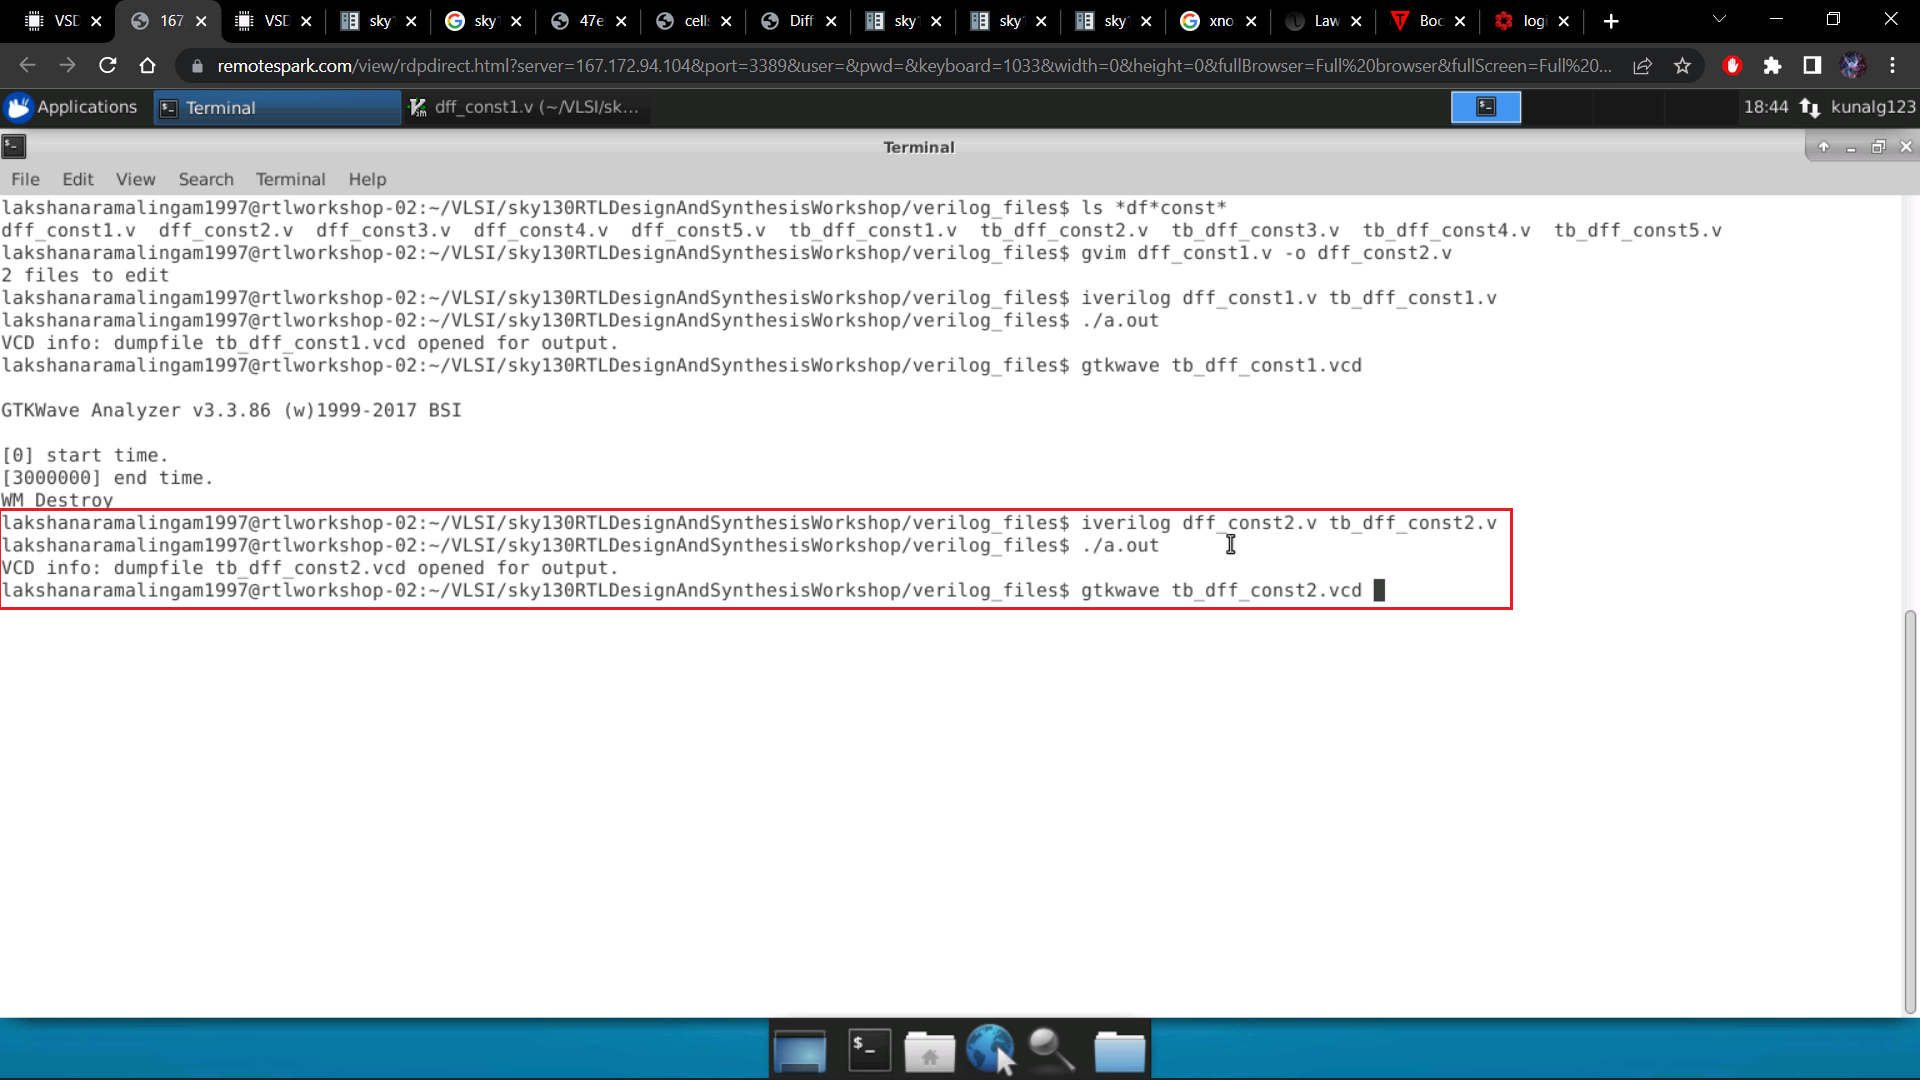 VSD
167
VSD
sky
sky
47e
cell
Diff
sky
sky
sky
xno
Law
Boc
logi
remotespark.com/view/rdpdirect.html?server=167.172.94.104&port=3389&user=&pwd=&keyboard=1033&width=0&height=0&fullBrowser=Full%20browser&fullScreen=Full%20...
Applications
Terminal
dff_const1.v (~/VLSI/sk...
18:44
kunalg123
Terminal
File Edit View Search Terminal Help
lakshanaramalingam1997@rtlworkshop-02:~/VLSI/sky130RTLDesignAndSynthesisWorkshop/verilog_files$ ls *df*const*
dff_const1.v  dff_const2.v  dff_const3.v  dff_const4.v  dff_const5.v  tb_dff_const1.v  tb_dff_const2.v  tb_dff_const3.v  tb_dff_const4.v  tb_dff_const5.v
lakshanaramalingam1997@rtlworkshop-02:~/VLSI/sky130RTLDesignAndSynthesisWorkshop/verilog_files$ gvim dff_const1.v -o dff_const2.v
2 files to edit
lakshanaramalingam1997@rtlworkshop-02:~/VLSI/sky130RTLDesignAndSynthesisWorkshop/verilog_files$ iverilog dff_const1.v tb_dff_const1.v
lakshanaramalingam1997@rtlworkshop-02:~/VLSI/sky130RTLDesignAndSynthesisWorkshop/verilog_files$ ./a.out
VCD info: dumpfile tb_dff_const1.vcd opened for output.
lakshanaramalingam1997@rtlworkshop-02:~/VLSI/sky130RTLDesignAndSynthesisWorkshop/verilog_files$ gtkwave tb_dff_const1.vcd
GTKWave Analyzer v3.3.86 (w)1999-2017 BSI
[0] start time.
[3000000] end time.
WM Destroy
lakshanaramalingam1997@rtlworkshop-02:~/VLSI/sky130RTLDesignAndSynthesisWorkshop/verilog_files$ iverilog dff_const2.v tb_dff_const2.v
lakshanaramalingam1997@rtlworkshop-02:~/VLSI/sky130RTLDesignAndSynthesisWorkshop/verilog_files$ ./a.out
VCD info: dumpfile tb_dff_const2.vcd opened for output.
lakshanaramalingam1997@rtlworkshop-02:~/VLSI/sky130RTLDesignAndSynthesisWorkshop/verilog_files$ gtkwave tb_dff_const2.vcd